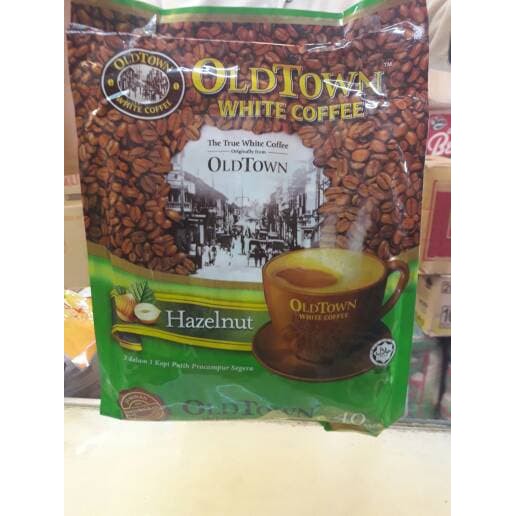 OLDTOWN
WHITE COFFEE
OLDTOWN™
WHITE COFFEE
The True White Coffee
Originally from
OLDTOWN
OLDTOWN
WHITE COFFEE
Hazelnut
3 dalam 1 Kopi Putih Pracampur Segera
OLDTOWN